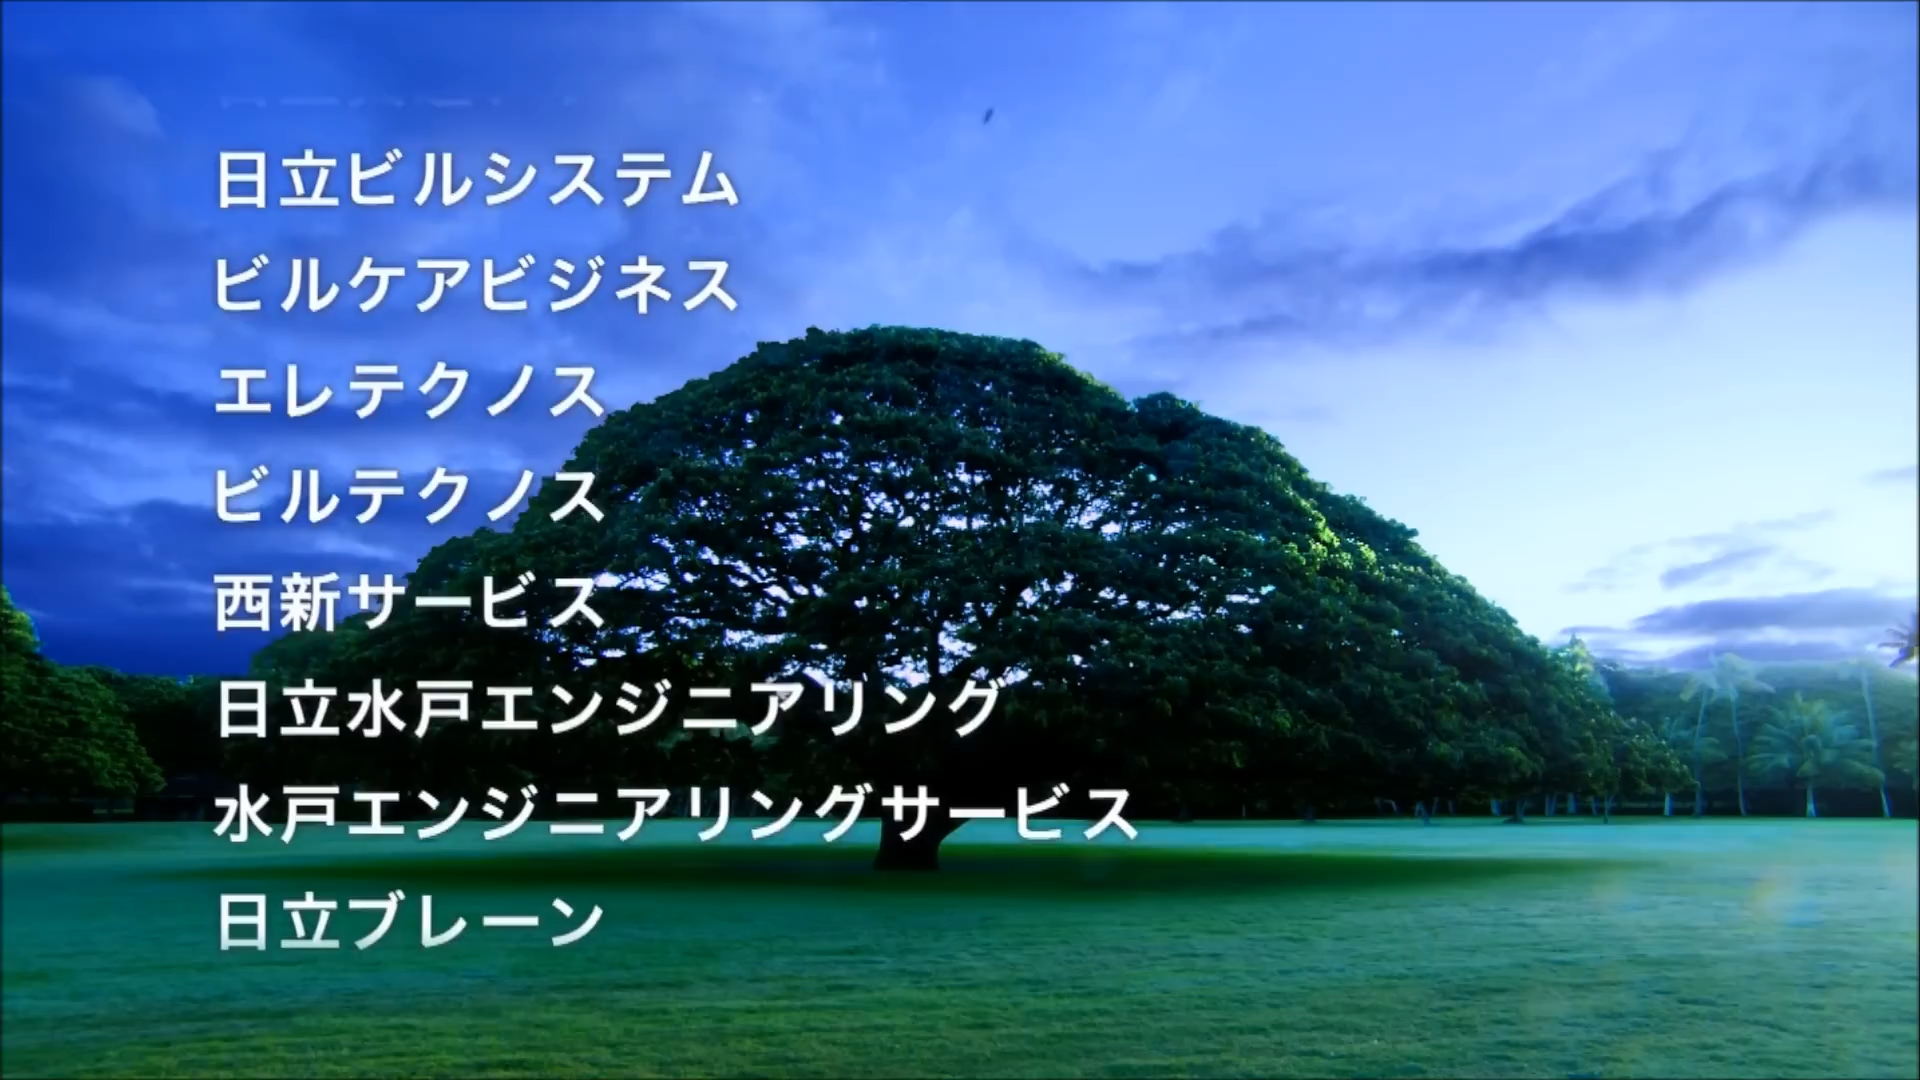 日立ビルシステム
ビルケアビジネス
エレテクノス
ビルテクノス
西新サービス
日立水戸エンジニアリング
水戸エンジニアリングサービス
日立ブレーン